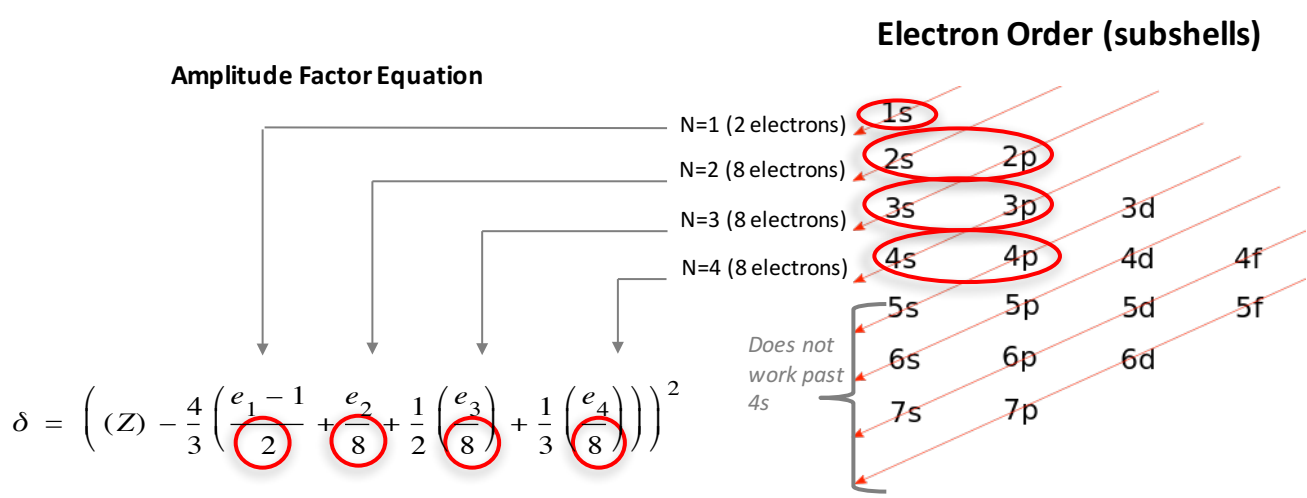 Electron Order (subshells)
Amplitude Factor Equation
N=1 (2 electrons)
N=2 (8 electrons)
N=3 (8 electrons)
N=4 (8 electrons)
1s
2s 2p
3s 3p 3d
4s 4p 4d 4f
5s 5p 5d 5f
6s 6p 6d
7s 7p
Does not
work past
4s
δ = ( (Z) − 4/3 ( (e₁ − 1)/2 + e₂/8 + 1/2 ( e₃/8 ) + 1/3 ( e₄/8 ) ) )²